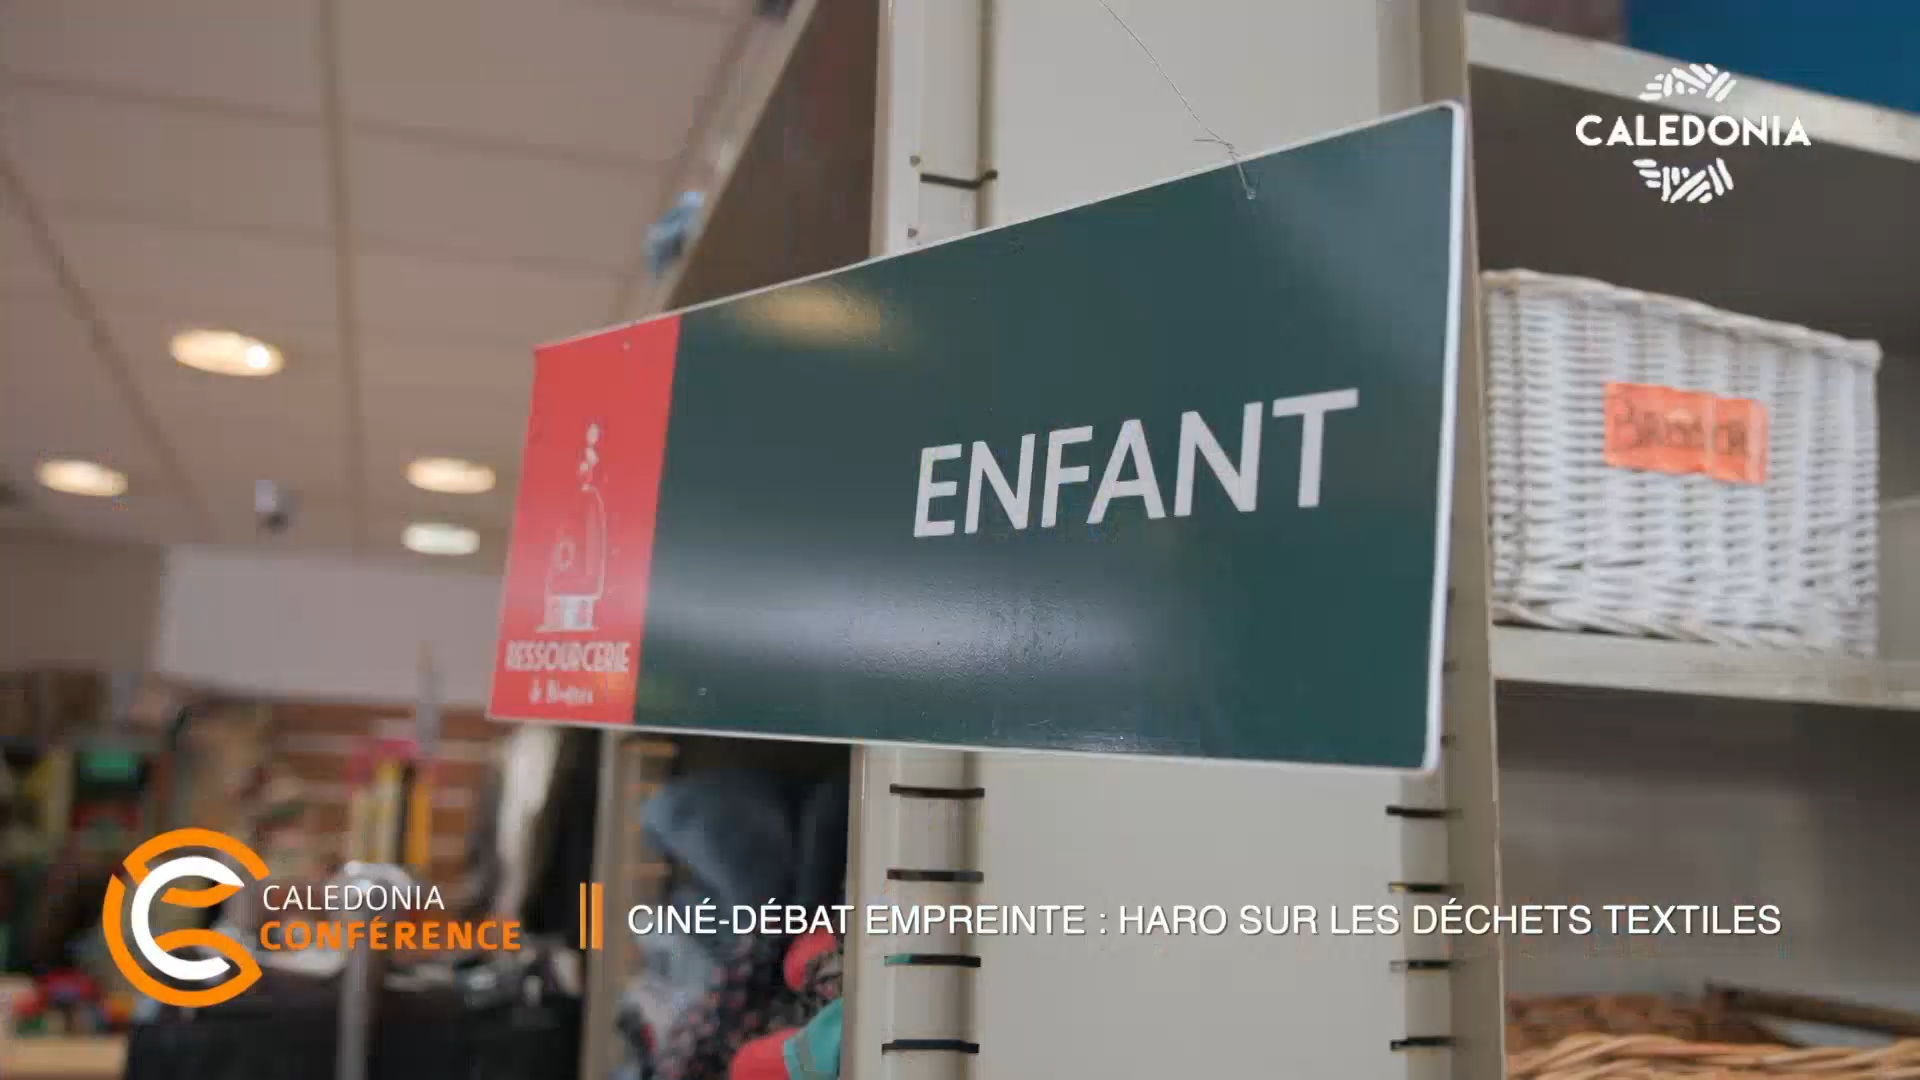 CALEDONIA
ENFANT
RESSOURCERIE
CALEDONIA
CONFÉRENCE
CINÉ-DÉBAT EMPREINTE : HARO SUR LES DÉCHETS TEXTILES